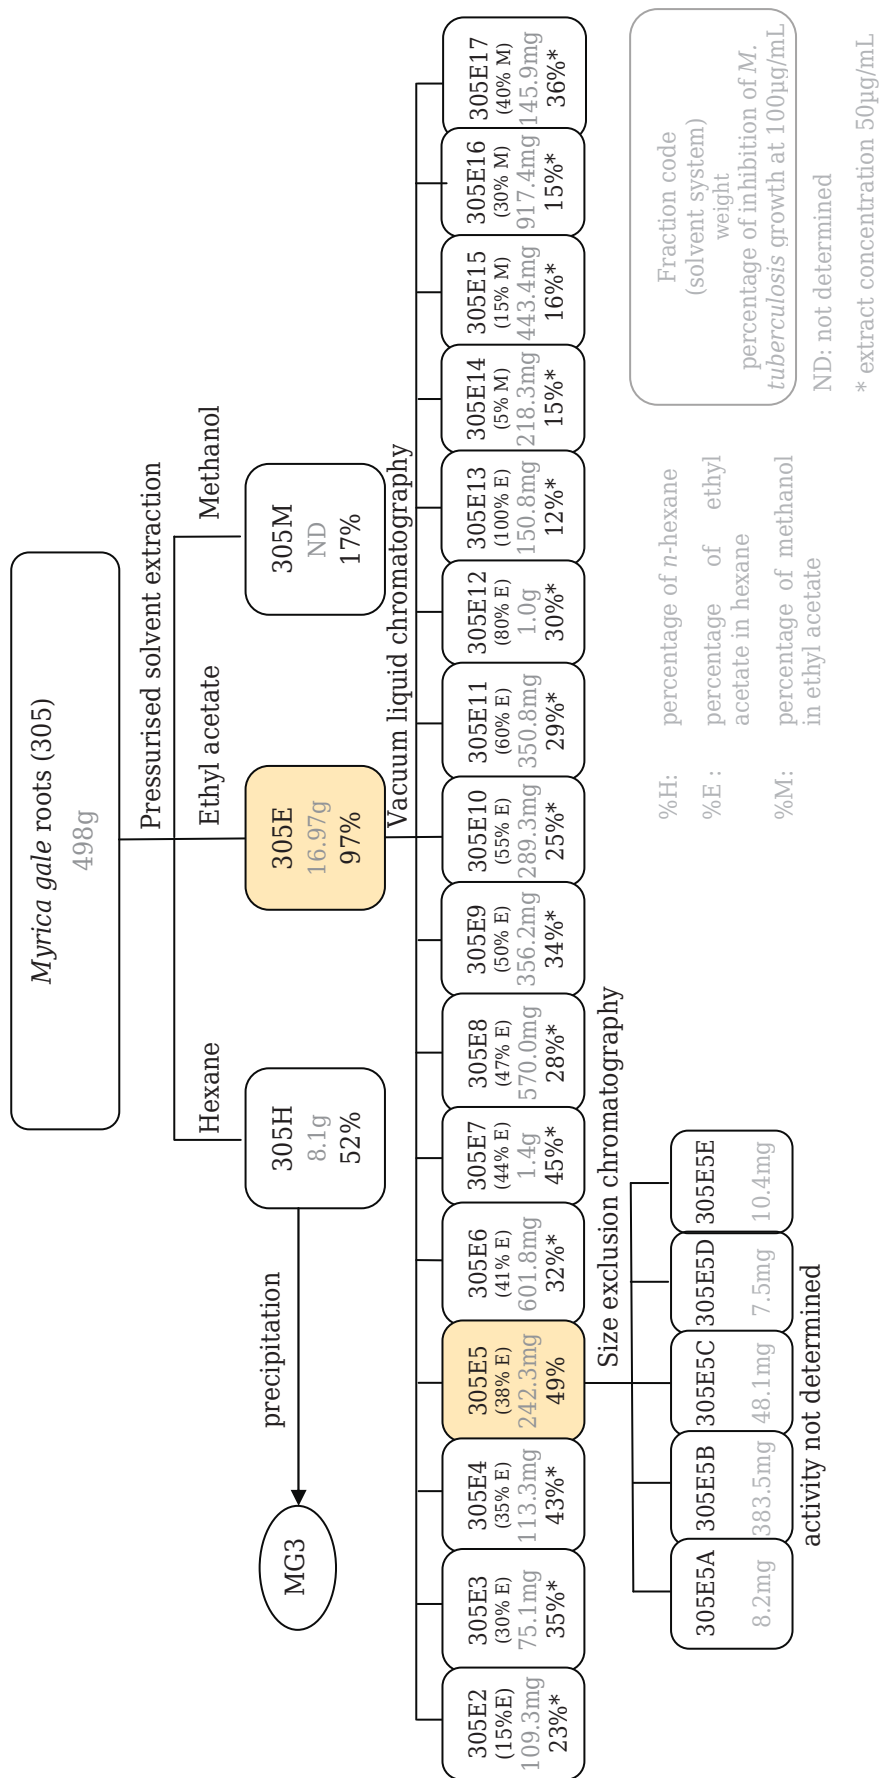 Myrica gale roots (305)
498g
Pressurised solvent extraction
Hexane
Ethyl acetate
Methanol
305H
8.1g
52%
305E
16.97g
97%
305M
ND
17%
precipitation
MG3
Vacuum liquid chromatography
305E2
(15%E)
109.3mg
23%*
305E3
(30% E)
75.1mg
35%*
305E4
(35% E)
113.3mg
43%*
305E5
(38% E)
242.3mg
49%
305E6
(41% E)
601.8mg
32%*
305E7
(44% E)
1.4g
45%*
305E8
(47% E)
570.0mg
28%*
305E9
(50% E)
356.2mg
34%*
305E10
(55% E)
289.3mg
25%*
305E11
(60% E)
350.8mg
29%*
305E12
(80% E)
1.0g
30%*
305E13
(100% E)
150.8mg
12%*
305E14
(5% M)
218.3mg
15%*
305E15
(15% M)
443.4mg
16%*
305E16
(30% M)
917.4mg
15%*
305E17
(40% M)
145.9mg
36%*
Size exclusion chromatography
305E5A
8.2mg
305E5B
383.5mg
305E5C
48.1mg
305E5D
7.5mg
305E5E
10.4mg
activity not determined
%H: percentage of n-hexane
%E : percentage of ethyl
acetate in hexane
%M: percentage of methanol
in ethyl acetate
Fraction code
(solvent system)
weight
percentage of inhibition of M.
tuberculosis growth at 100µg/mL
ND: not determined
* extract concentration 50µg/mL